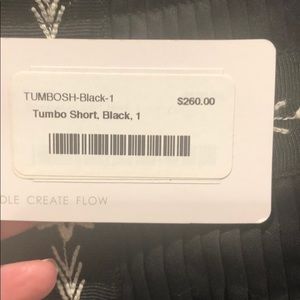 TUMBOSH-Black-1 $260.00
Tumbo Short, Black, 1
CREATE FLOW